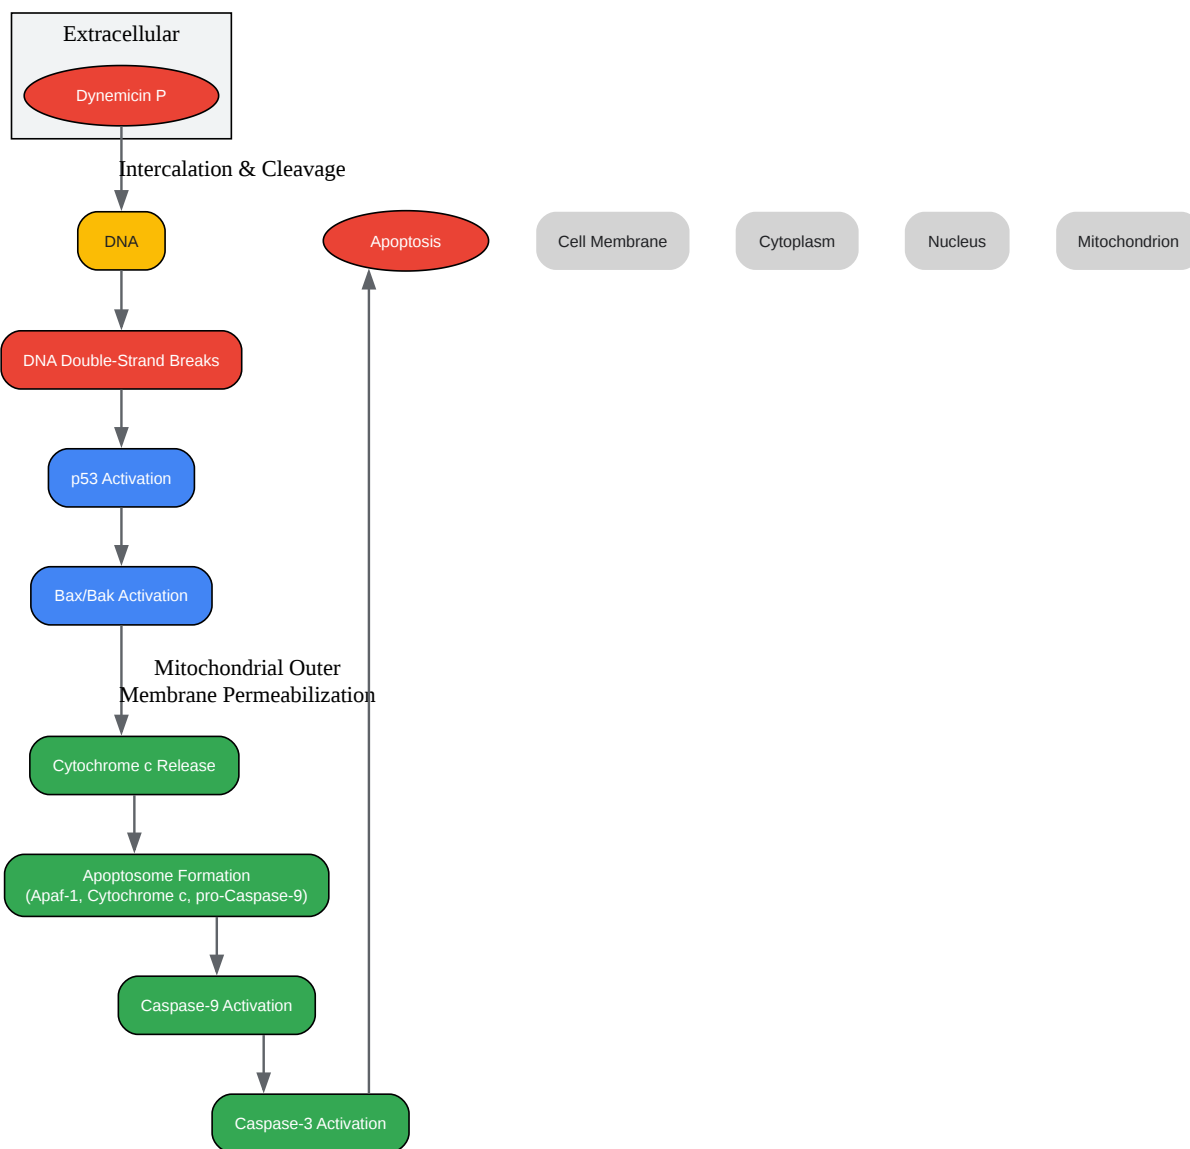 Extracellular
Dynemicin P
Intercalation & Cleavage
DNA
Apoptosis
Cell Membrane
Cytoplasm
Nucleus
Mitochondrion
DNA Double-Strand Breaks
p53 Activation
Bax/Bak Activation
Mitochondrial Outer
Membrane Permeabilization
Cytochrome c Release
Apoptosome Formation
(Apaf-1, Cytochrome c, pro-Caspase-9)
Caspase-9 Activation
Caspase-3 Activation